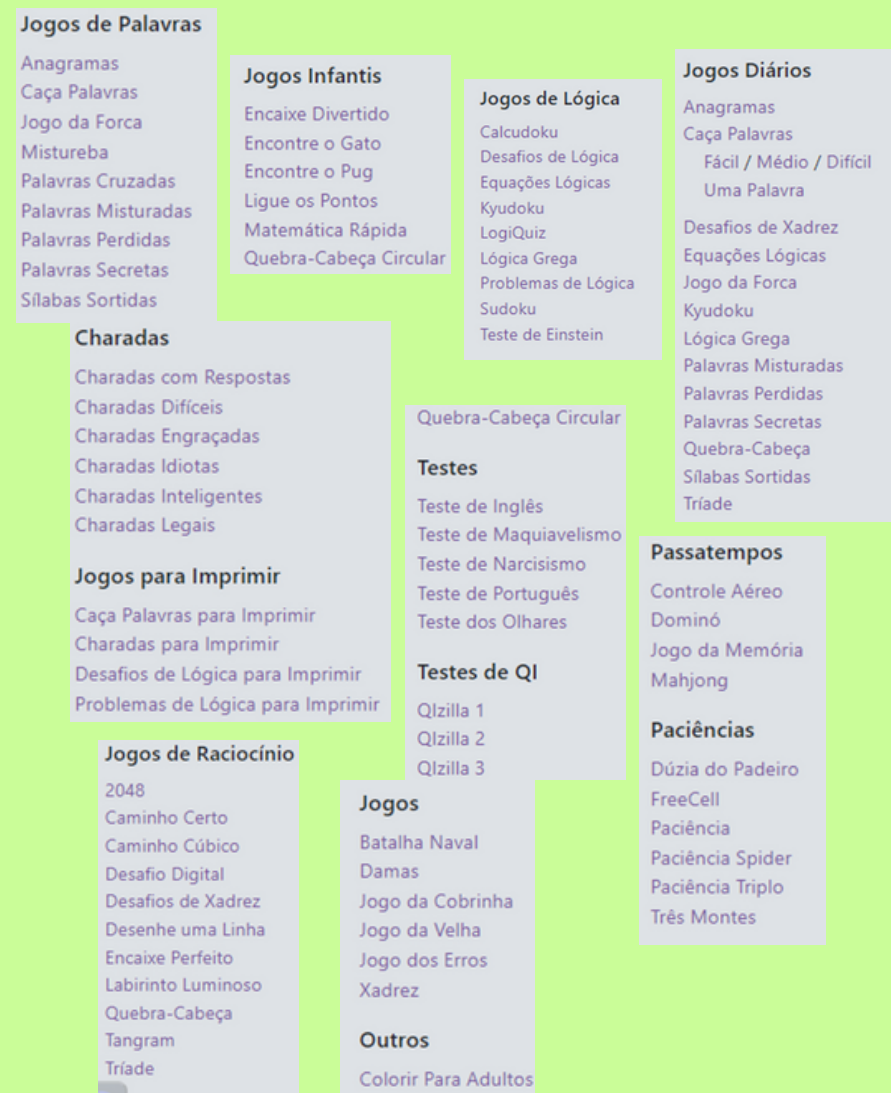 Jogos de Palavras
Anagramas
Caça Palavras
Jogo da Forca
Mistureba
Palavras Cruzadas
Palavras Misturadas
Palavras Perdidas
Palavras Secretas
Sílabas Sortidas
Jogos Infantis
Encaixe Divertido
Encontre o Gato
Encontre o Pug
Ligue os Pontos
Matemática Rápida
Quebra-Cabeça Circular
Jogos de Lógica
Calcudoku
Desafios de Lógica
Equações Lógicas
Kyudoku
LogiQuiz
Lógica Grega
Problemas de Lógica
Sudoku
Teste de Einstein
Jogos Diários
Anagramas
Caça Palavras
Fácil / Médio / Difícil
Uma Palavra
Desafios de Xadrez
Equações Lógicas
Jogo da Forca
Kyudoku
Lógica Grega
Palavras Misturadas
Palavras Perdidas
Palavras Secretas
Quebra-Cabeça
Sílabas Sortidas
Tríade
Charadas
Charadas com Respostas
Charadas Difíceis
Charadas Engraçadas
Charadas Idiotas
Charadas Inteligentes
Charadas Legais
Jogos para Imprimir
Caça Palavras para Imprimir
Charadas para Imprimir
Desafios de Lógica para Imprimir
Problemas de Lógica para Imprimir
Quebra-Cabeça Circular
Testes
Teste de Inglês
Teste de Maquiavelismo
Teste de Narcisismo
Teste de Português
Teste dos Olhares
Testes de QI
QIzilla 1
QIzilla 2
QIzilla 3
Passatempos
Controle Aéreo
Dominó
Jogo da Memória
Mahjong
Paciências
Dúzia do Padeiro
FreeCell
Paciência
Paciência Spider
Paciência Triplo
Três Montes
Jogos de Raciocínio
2048
Caminho Certo
Caminho Cúbico
Desafio Digital
Desafios de Xadrez
Desenhe uma Linha
Encaixe Perfeito
Labirinto Luminoso
Quebra-Cabeça
Tangram
Tríade
Jogos
Batalha Naval
Damas
Jogo da Cobrinha
Jogo da Velha
Jogo dos Erros
Xadrez
Outros
Colorir Para Adultos